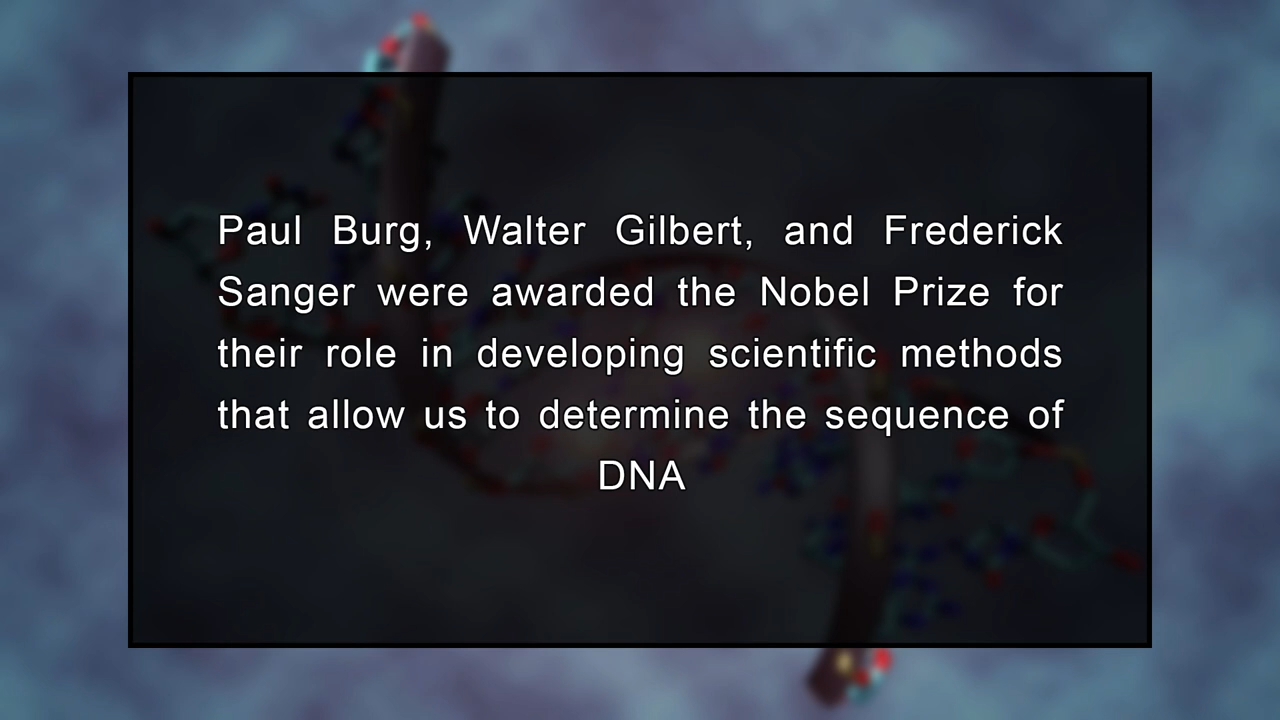 Paul Burg, Walter Gilbert, and Frederick
Sanger were awarded the Nobel Prize for
their role in developing scientific methods
that allow us to determine the sequence of
DNA